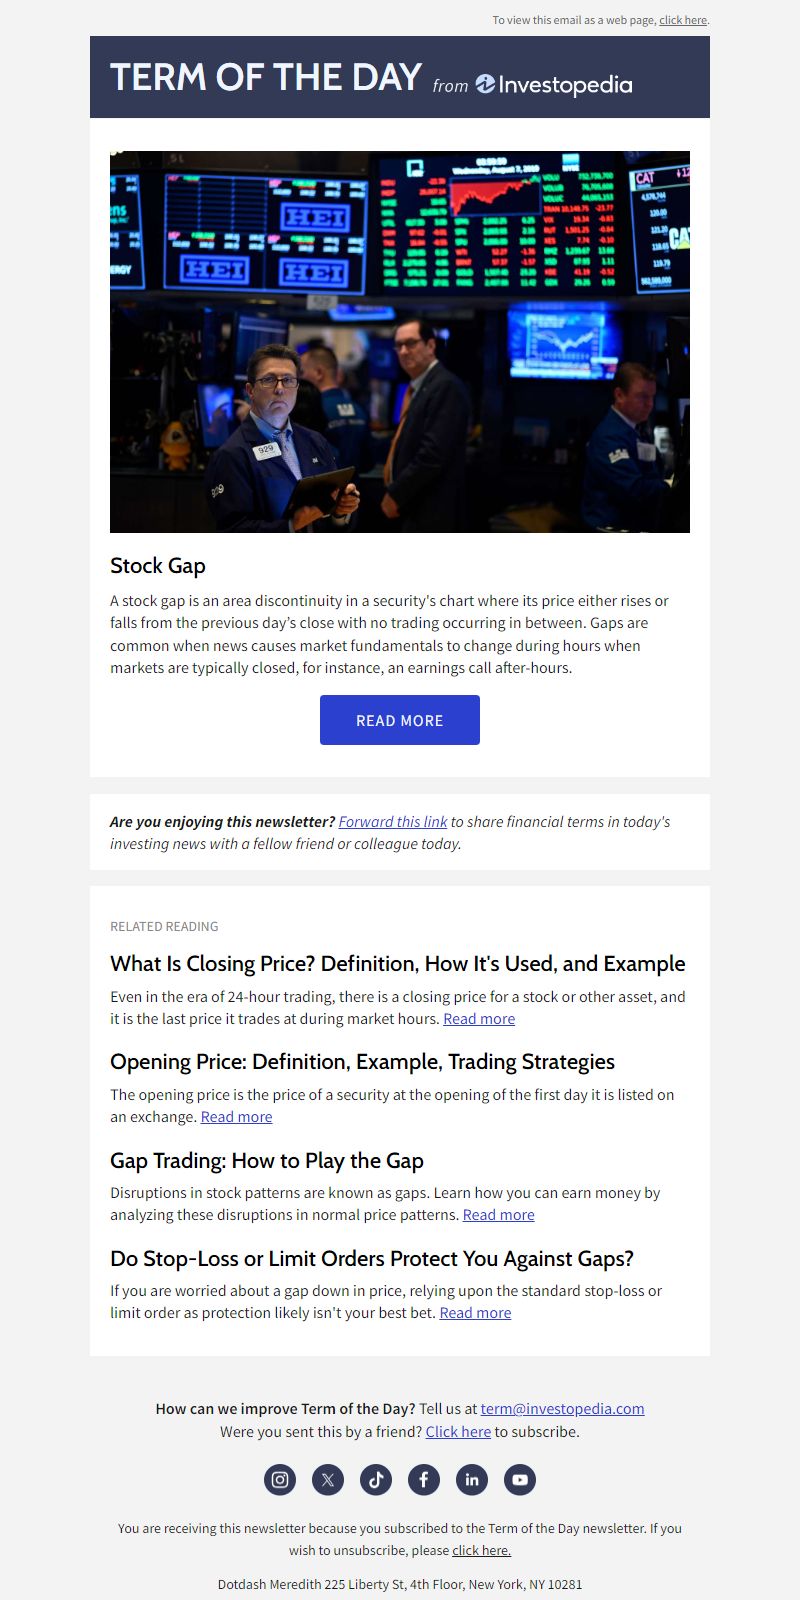 To view this email as a web page, click here.
TERM OF THE DAY from Investopedia
HEI
HEI HEI
CAT
929
Stock Gap
A stock gap is an area discontinuity in a security's chart where its price either rises or
falls from the previous day’s close with no trading occurring in between. Gaps are
common when news causes market fundamentals to change during hours when
markets are typically closed, for instance, an earnings call after-hours.
READ MORE
Are you enjoying this newsletter? Forward this link to share financial terms in today's
investing news with a fellow friend or colleague today.
RELATED READING
What Is Closing Price? Definition, How It's Used, and Example
Even in the era of 24-hour trading, there is a closing price for a stock or other asset, and
it is the last price it trades at during market hours. Read more
Opening Price: Definition, Example, Trading Strategies
The opening price is the price of a security at the opening of the first day it is listed on
an exchange. Read more
Gap Trading: How to Play the Gap
Disruptions in stock patterns are known as gaps. Learn how you can earn money by
analyzing these disruptions in normal price patterns. Read more
Do Stop-Loss or Limit Orders Protect You Against Gaps?
If you are worried about a gap down in price, relying upon the standard stop-loss or
limit order as protection likely isn't your best bet. Read more
How can we improve Term of the Day? Tell us at term@investopedia.com
Were you sent this by a friend? Click here to subscribe.
You are receiving this newsletter because you subscribed to the Term of the Day newsletter. If you
wish to unsubscribe, please click here.
Dotdash Meredith 225 Liberty St, 4th Floor, New York, NY 10281